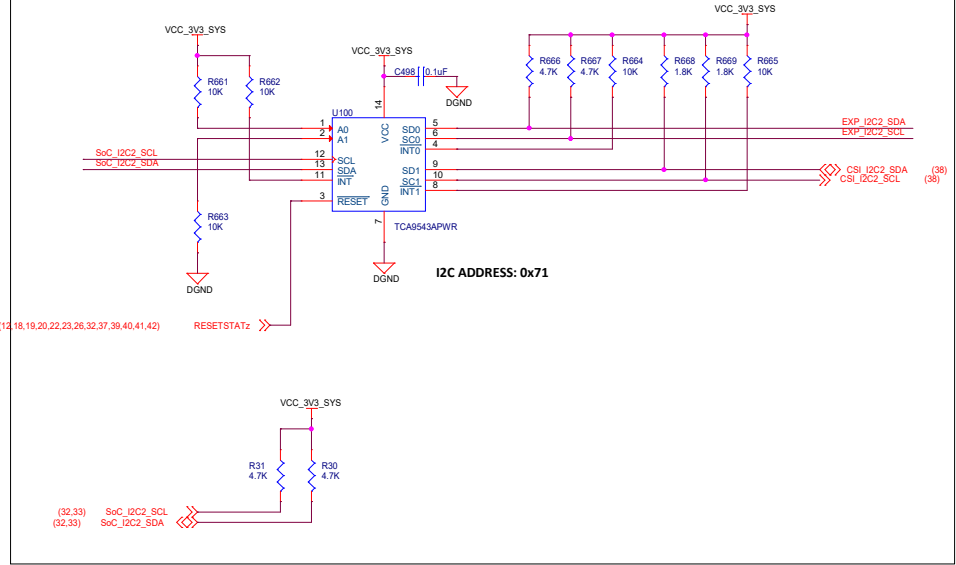 VCC_3V3_SYS
VCC_3V3_SYS
VCC_3V3_SYS
R661
10K
R662
10K
C498
0.1uF
DGND
R666
4.7K
R667
4.7K
R664
10K
R668
1.8K
R669
1.8K
R665
10K
U100
14
VCC
1
A0
2
A1
12
SCL
13
SDA
11
INT
3
RESET
GND
7
SD0
5
SC0
6
INT0
4
SD1
9
SC1
10
INT1
8
TCA9543APWR
EXP_I2C2_SDA
EXP_I2C2_SCL
CSI_I2C2_SDA (38)
CSI_I2C2_SCL (38)
SoC_I2C2_SCL
SoC_I2C2_SDA
R663
10K
DGND
DGND
I2C ADDRESS: 0x71
(12,18,19,20,22,23,26,32,37,39,40,41,42) RESETSTATz
VCC_3V3_SYS
R31
4.7K
R30
4.7K
(32,33) SoC_I2C2_SCL
(32,33) SoC_I2C2_SDA